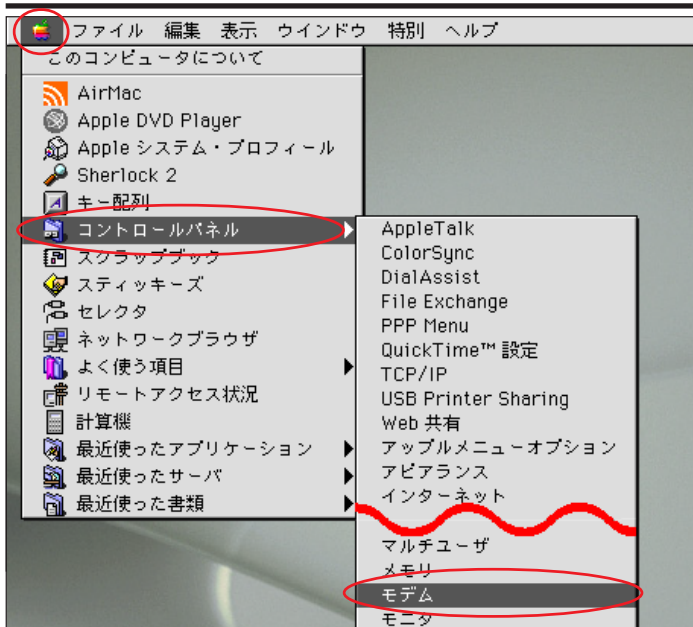 ファイル 編集 表示 ウインドウ 特別 ヘルプ
このコンピュータについて
AirMac
Apple DVD Player
Apple システム・プロフィール
Sherlock 2
キー配列
コントロールパネル
スクラップブック
スティッキーズ
セレクタ
ネットワークブラウザ
よく使う項目
リモートアクセス状況
計算機
最近使ったアプリケーション
最近使ったサーバ
最近使った書類
AppleTalk
ColorSync
DialAssist
File Exchange
PPP Menu
QuickTime™ 設定
TCP/IP
USB Printer Sharing
Web 共有
アップルメニューオプション
アピアランス
インターネット
マルチユーザ
メモリ
モデム
モニタ